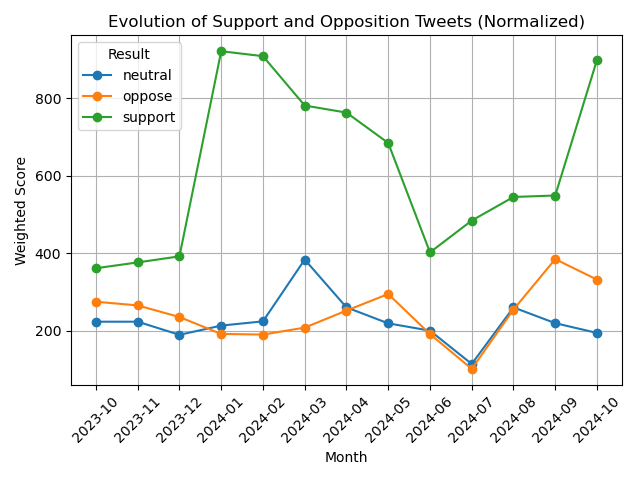 Evolution of Support and Opposition Tweets (Normalized)
Result
neutral
oppose
support
Weighted Score
800
600
400
200
2023-10
2023-11
2023-12
2024-01
2024-02
2024-03
2024-04
2024-05
2024-06
2024-07
2024-08
2024-09
2024-10
Month